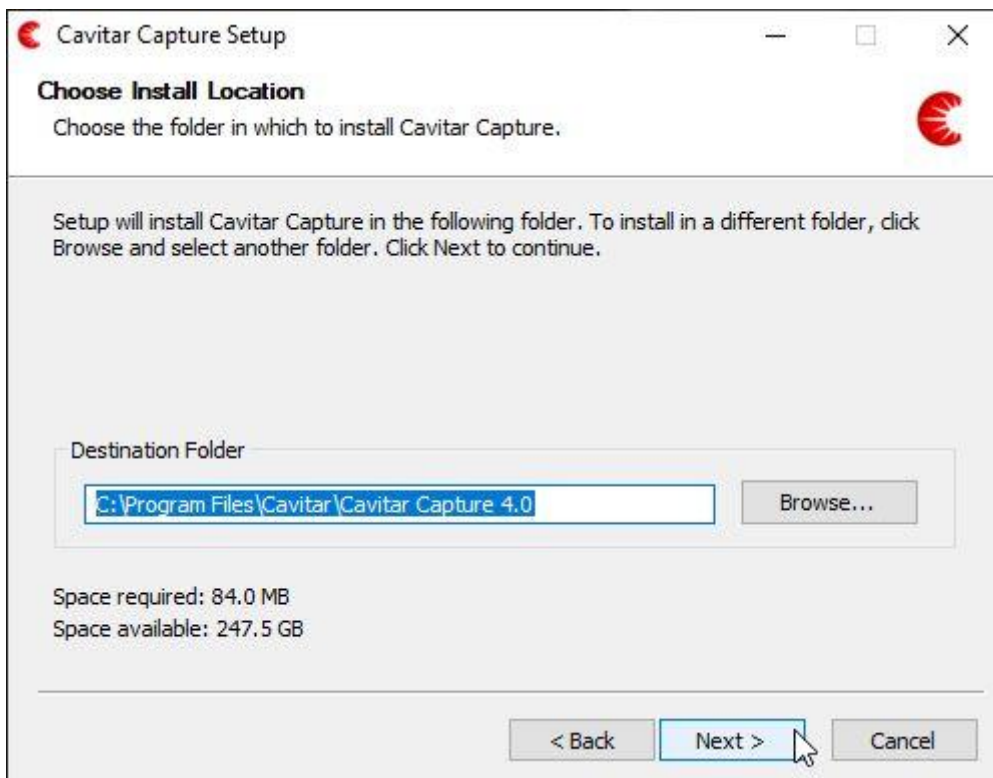 Cavitar Capture Setup
Choose Install Location
Choose the folder in which to install Cavitar Capture.
Setup will install Cavitar Capture in the following folder. To install in a different folder, click
Browse and select another folder. Click Next to continue.
Destination Folder
C:\Program Files\Cavitar\Cavitar Capture 4.0
Browse...
Space required: 84.0 MB
Space available: 247.5 GB
< Back
Next >
Cancel